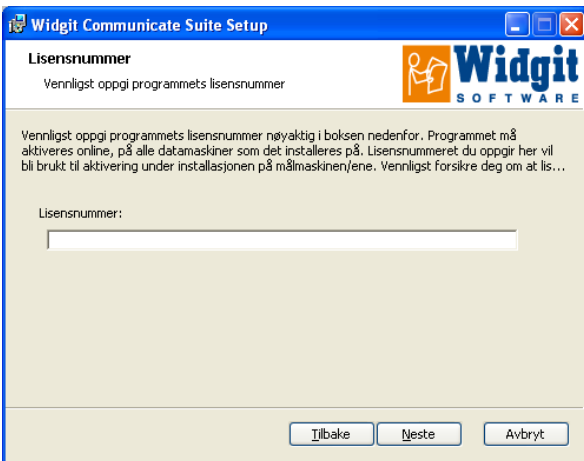 Widgit Communicate Suite Setup
Lisensnummer
Vennligst oppgi programmets lisensnummer
Widgit
SOFTWARE
Vennligst oppgi programmets lisensnummer nøyaktig i boksen nedenfor. Programmet må
aktiveres online, på alle datamaskiner som det installeres på. Lisensnummeret du oppgir her vil
bli brukt til aktivering under installasjonen på målmaskinen/ene. Vennligst forsikre deg om at lis...
Lisensnummer:
Tilbake Neste Avbryt